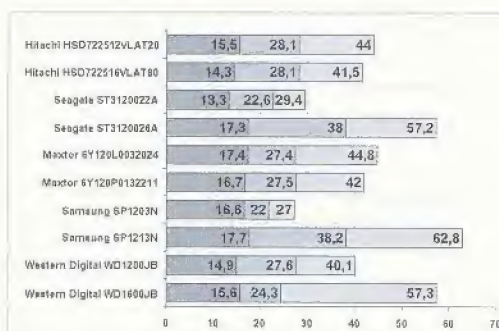 Hitachi HSD722512VLAT20 15,5 28,1 44
Hitachi HSD722516VLAT80 14,3 28,1 41,5
Seagate ST3120022A 13,3 22,6 29,4
Seagate ST3120026A 17,3 38 57,2
Maxtor 6Y120L0032024 17,4 27,4 44,8
Maxtor 6Y120P0132211 16,7 27,5 42
Samsung SP1203N 16,6 22 27
Samsung SP1213N 17,7 38,2 62,8
Western Digital WD1200JB 14,9 27,6 40,1
Western Digital WD1600JB 15,6 24,3 57,3
0 10 20 30 40 50 60 70